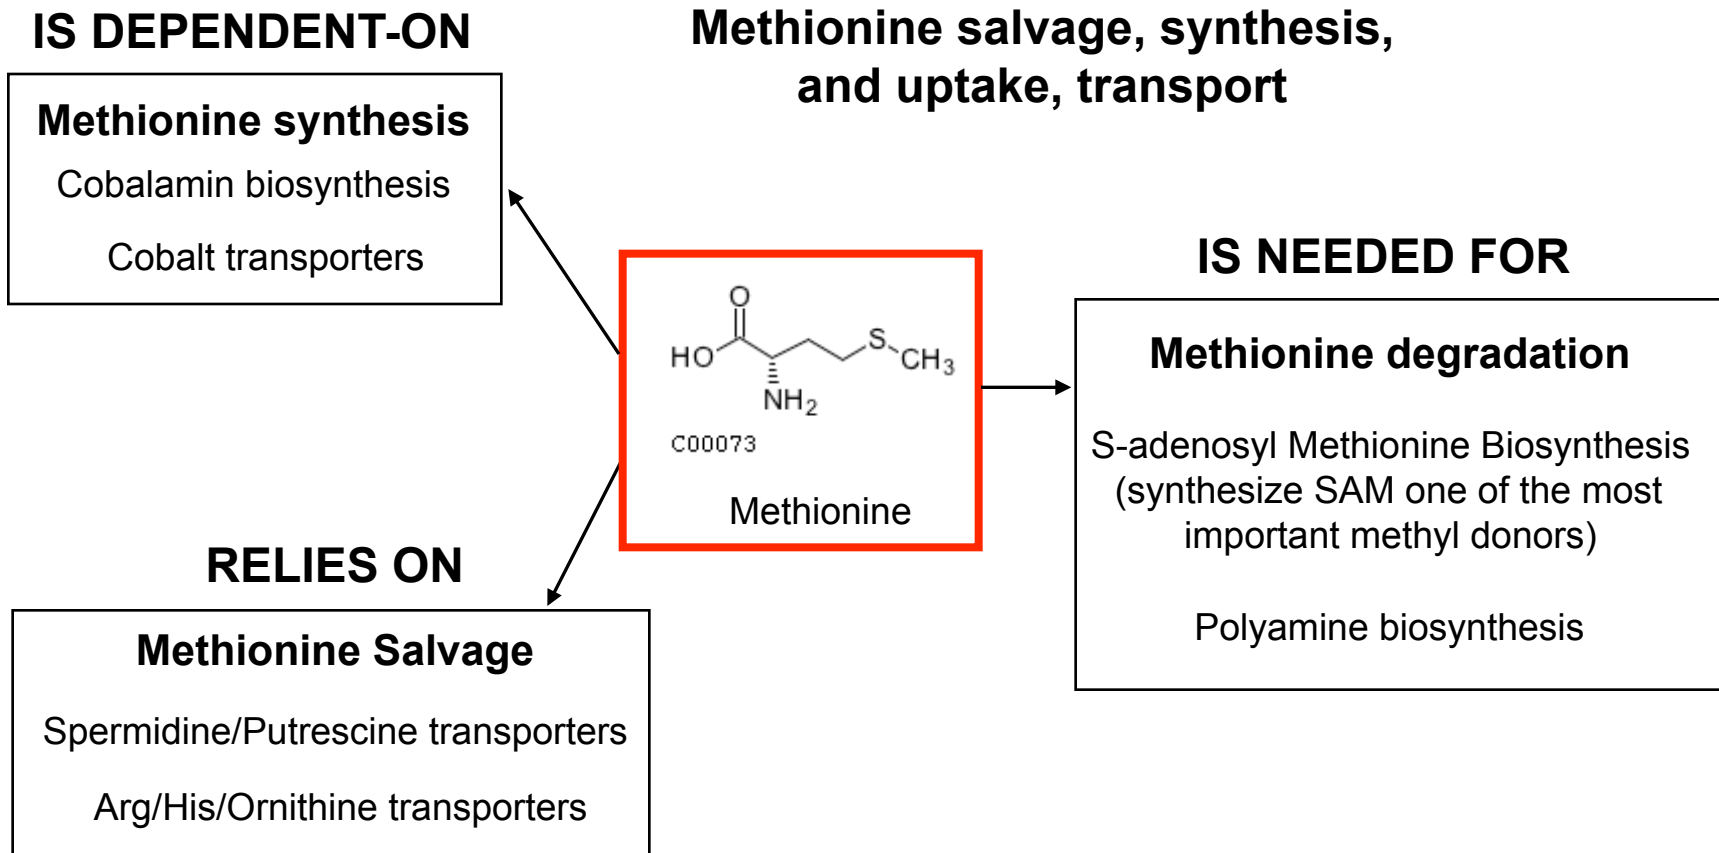 IS DEPENDENT-ON
Methionine salvage, synthesis,
and uptake, transport
Methionine synthesis
Cobalamin biosynthesis
Cobalt transporters
O
HO
S
CH3
NH2
C00073
Methionine
IS NEEDED FOR
Methionine degradation
S-adenosyl Methionine Biosynthesis
(synthesize SAM one of the most
important methyl donors)
Polyamine biosynthesis
RELIES ON
Methionine Salvage
Spermidine/Putrescine transporters
Arg/His/Ornithine transporters